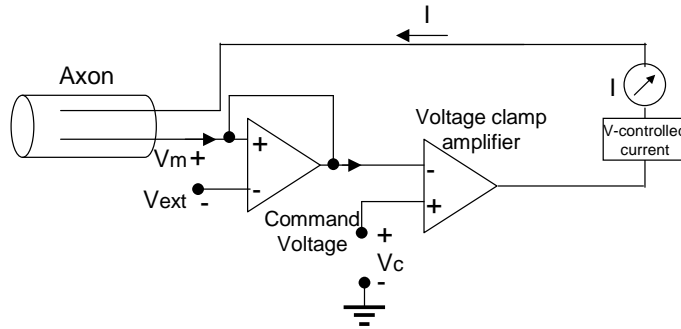 I
Axon
I
Voltage clamp
amplifier
V-controlled
current
Vm +
+
-
Vext -
-
+
Command
Voltage
+
Vc
-